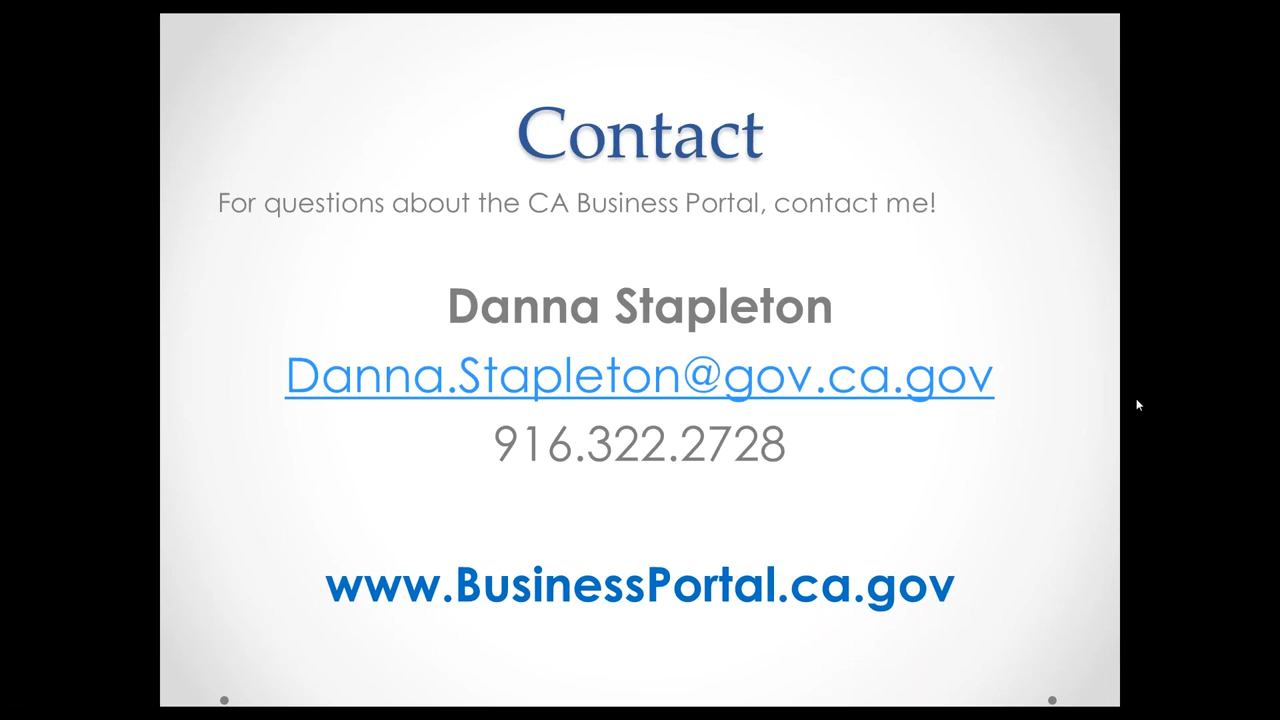 Contact
For questions about the CA Business Portal, contact me!
Danna Stapleton
Danna.Stapleton@gov.ca.gov
916.322.2728
www.BusinessPortal.ca.gov